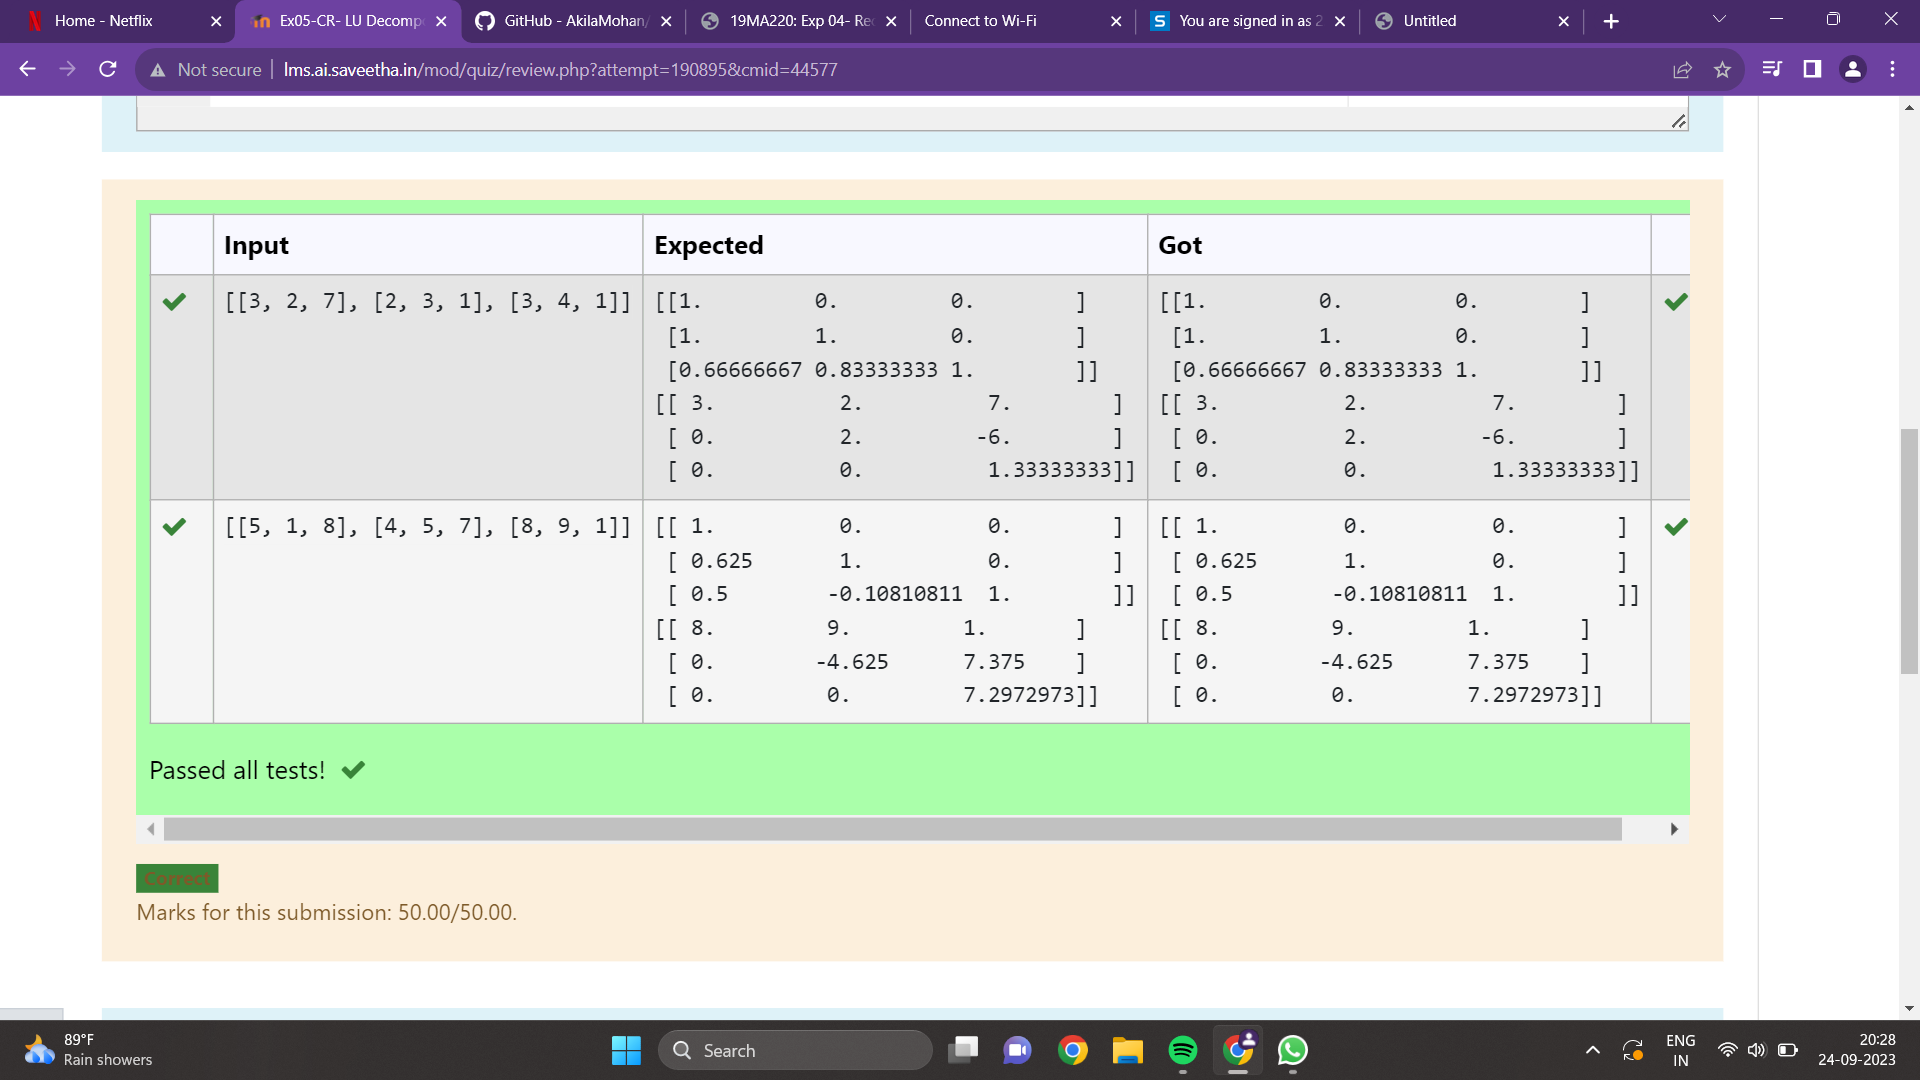 Home - Netflix
Ex05-CR- LU Decomp
GitHub - AkilaMohan/
19MA220: Exp 04- Re
Connect to Wi-Fi
S You are signed in as 2
Untitled
Not secure | lms.ai.saveetha.in/mod/quiz/review.php?attempt=190895&cmid=44577
Input Expected Got
[[3, 2, 7], [2, 3, 1], [3, 4, 1]] [[1. 0. 0. ] [[1. 0. 0. ]
[1. 1. 0. ] [1. 1. 0. ]
[0.66666667 0.83333333 1. ]] [0.66666667 0.83333333 1. ]]
[[ 3. 2. 7. ] [[ 3. 2. 7. ]
[ 0. 2. -6. ] [ 0. 2. -6. ]
[ 0. 0. 1.33333333]] [ 0. 0. 1.33333333]]
[[5, 1, 8], [4, 5, 7], [8, 9, 1]] [[ 1. 0. 0. ] [[ 1. 0. 0. ]
[ 0.625 1. 0. ] [ 0.625 1. 0. ]
[ 0.5 -0.10810811 1. ]] [ 0.5 -0.10810811 1. ]]
[[ 8. 9. 1. ] [[ 8. 9. 1. ]
[ 0. -4.625 7.375 ] [ 0. -4.625 7.375 ]
[ 0. 0. 7.2972973]] [ 0. 0. 7.2972973]]
Passed all tests!
Correct
Marks for this submission: 50.00/50.00.
89°F
Rain showers
Search
ENG
IN
20:28
24-09-2023